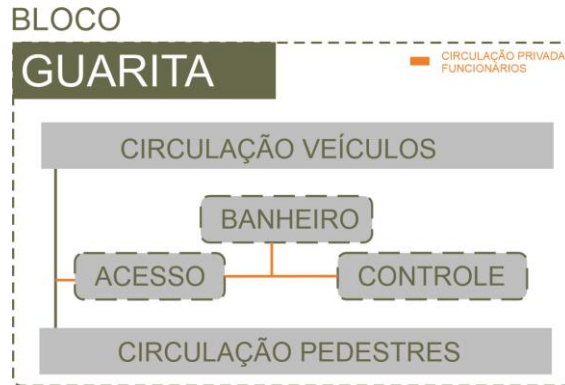 BLOCO
GUARITA
CIRCULAÇÃO PRIVADA
FUNCIONÁRIOS
CIRCULAÇÃO VEÍCULOS
BANHEIRO
ACESSO
CONTROLE
CIRCULAÇÃO PEDESTRES